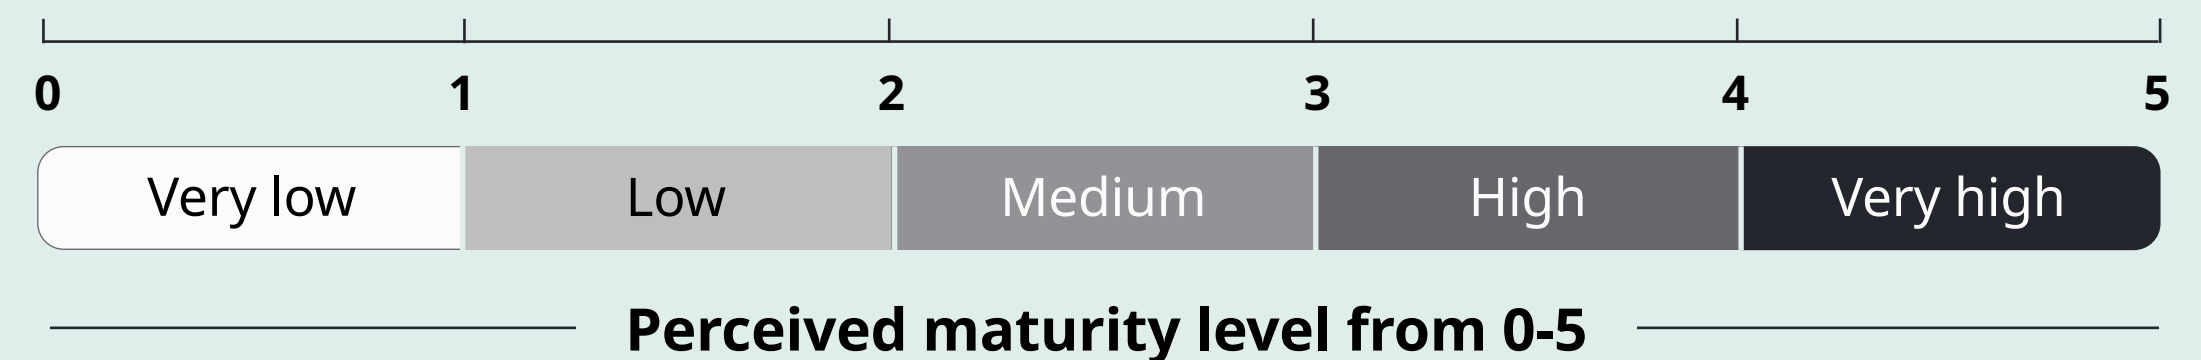 0 1 2 3 4 5
Very low Low Medium High Very high
Perceived maturity level from 0-5